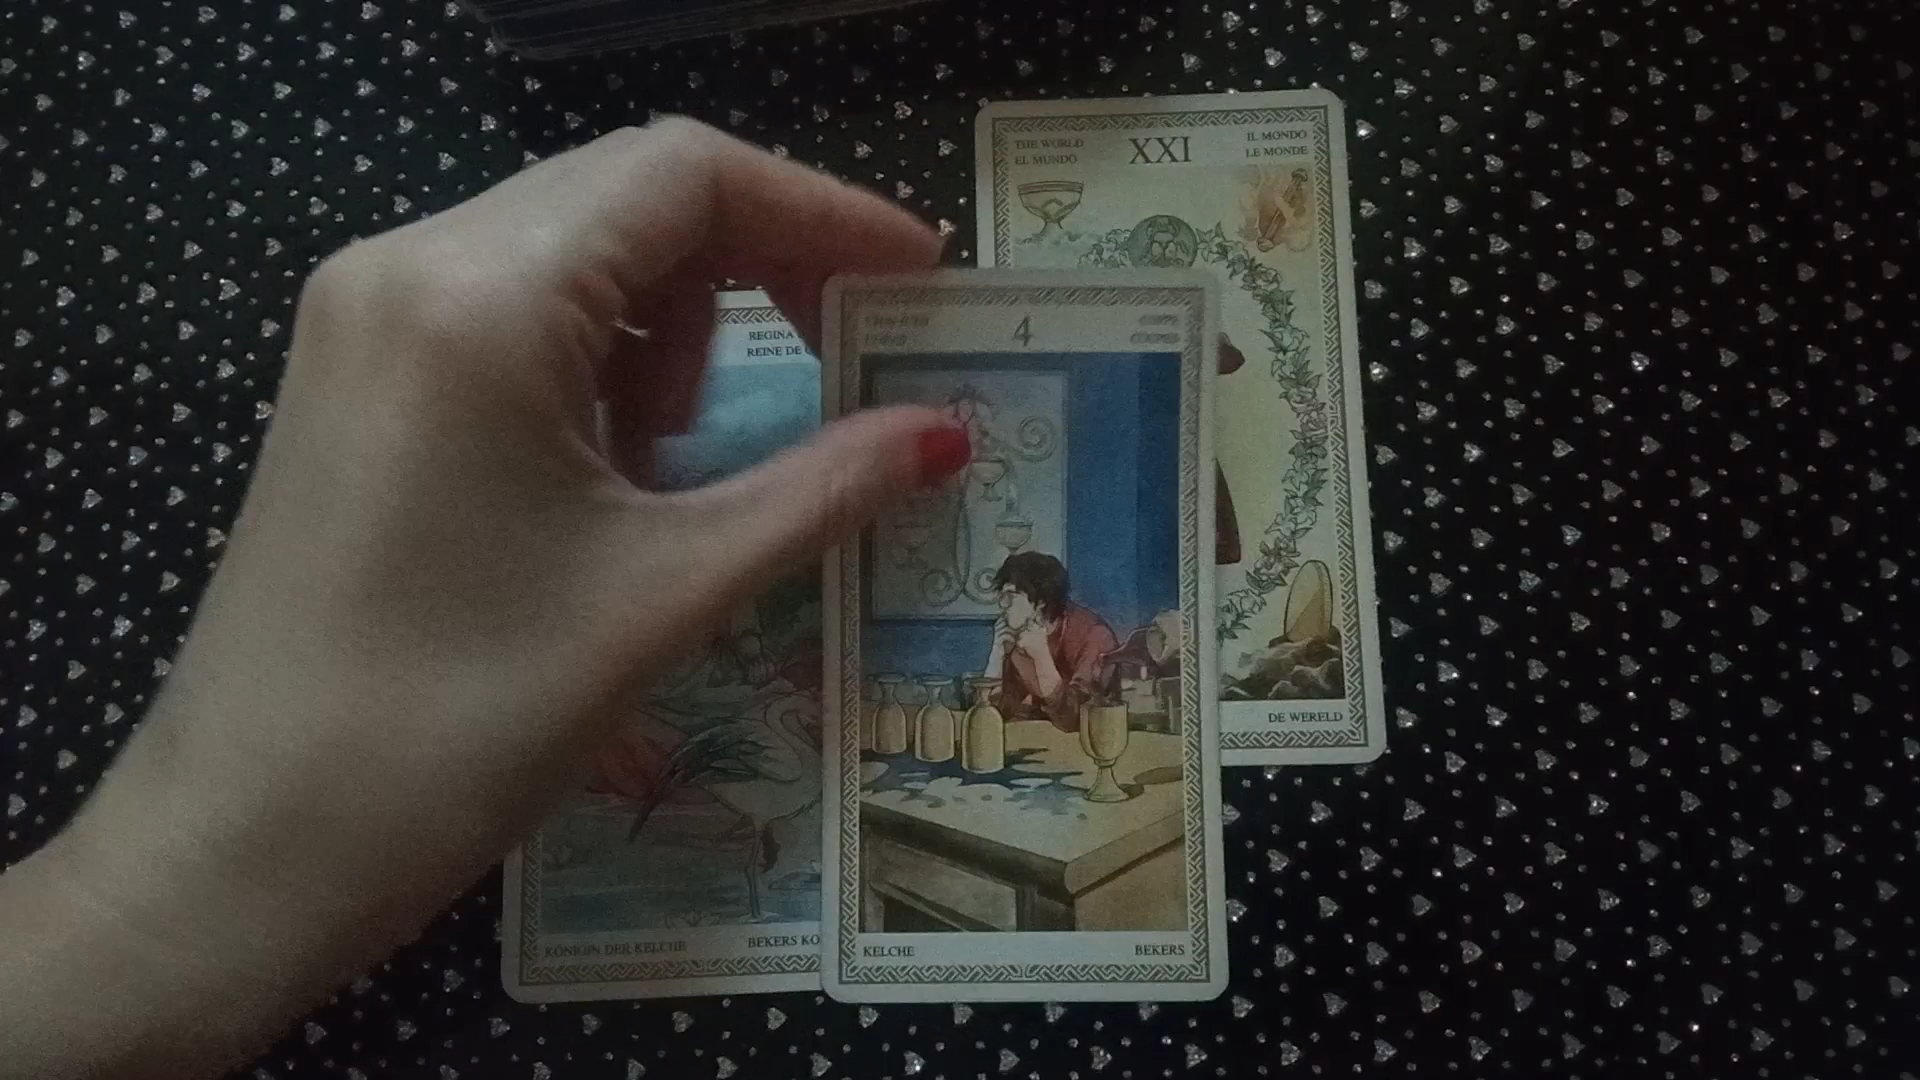 THE WORLD
EL MUNDO
XXI
IL MONDO
LE MONDE
DE WERELD
REGINA
REINE DE
4
COUPES
KELCHE
BEKERS
KÖNIGIN DER KELCHE
BEKERS KO